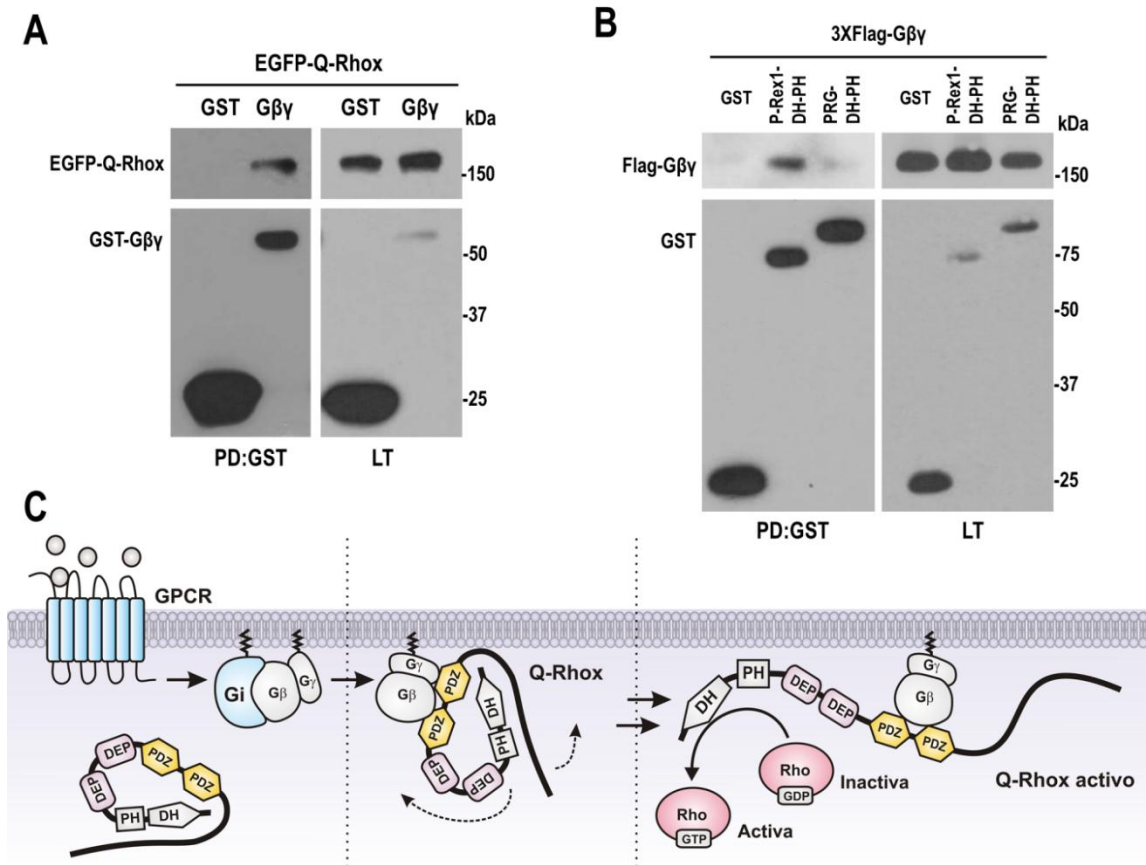 A
EGFP-Q-Rhox
GST Gβγ GST Gβγ
kDa
EGFP-Q-Rhox
-150
GST-Gβγ
-50
-37
-25
PD:GST LT
B
3XFlag-Gβγ
GST P-Rex1-DH-PH PRG-DH-PH GST P-Rex1-DH-PH PRG-DH-PH
kDa
Flag-Gβγ
-150
GST
-75
-50
-37
-25
PD:GST LT
C
GPCR
Gi Gβ Gγ
DEP DEP PDZ PDZ
PH DH
Gγ
Gβ
PDZ
PDZ
DH
PH
DEP DEP
Q-Rhox
DH PH DEP DEP PDZ PDZ
Gγ
Gβ
Rho
GDP
Inactiva
Rho
GTP
Activa
Q-Rhox activo